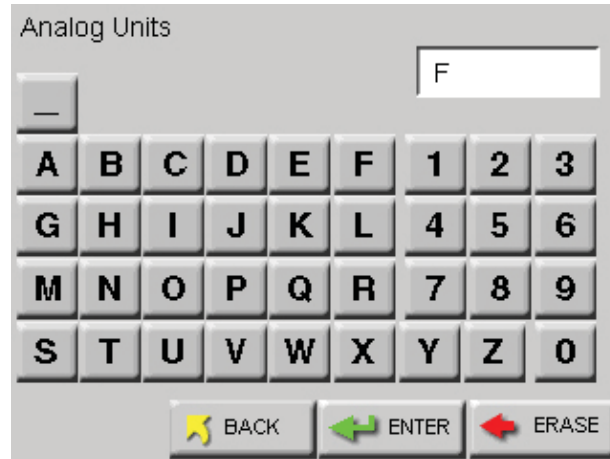 Analog Units
F
_
A B C D E F 1 2 3
G H I J K L 4 5 6
M N O P Q R 7 8 9
S T U V W X Y Z 0
BACK ENTER ERASE